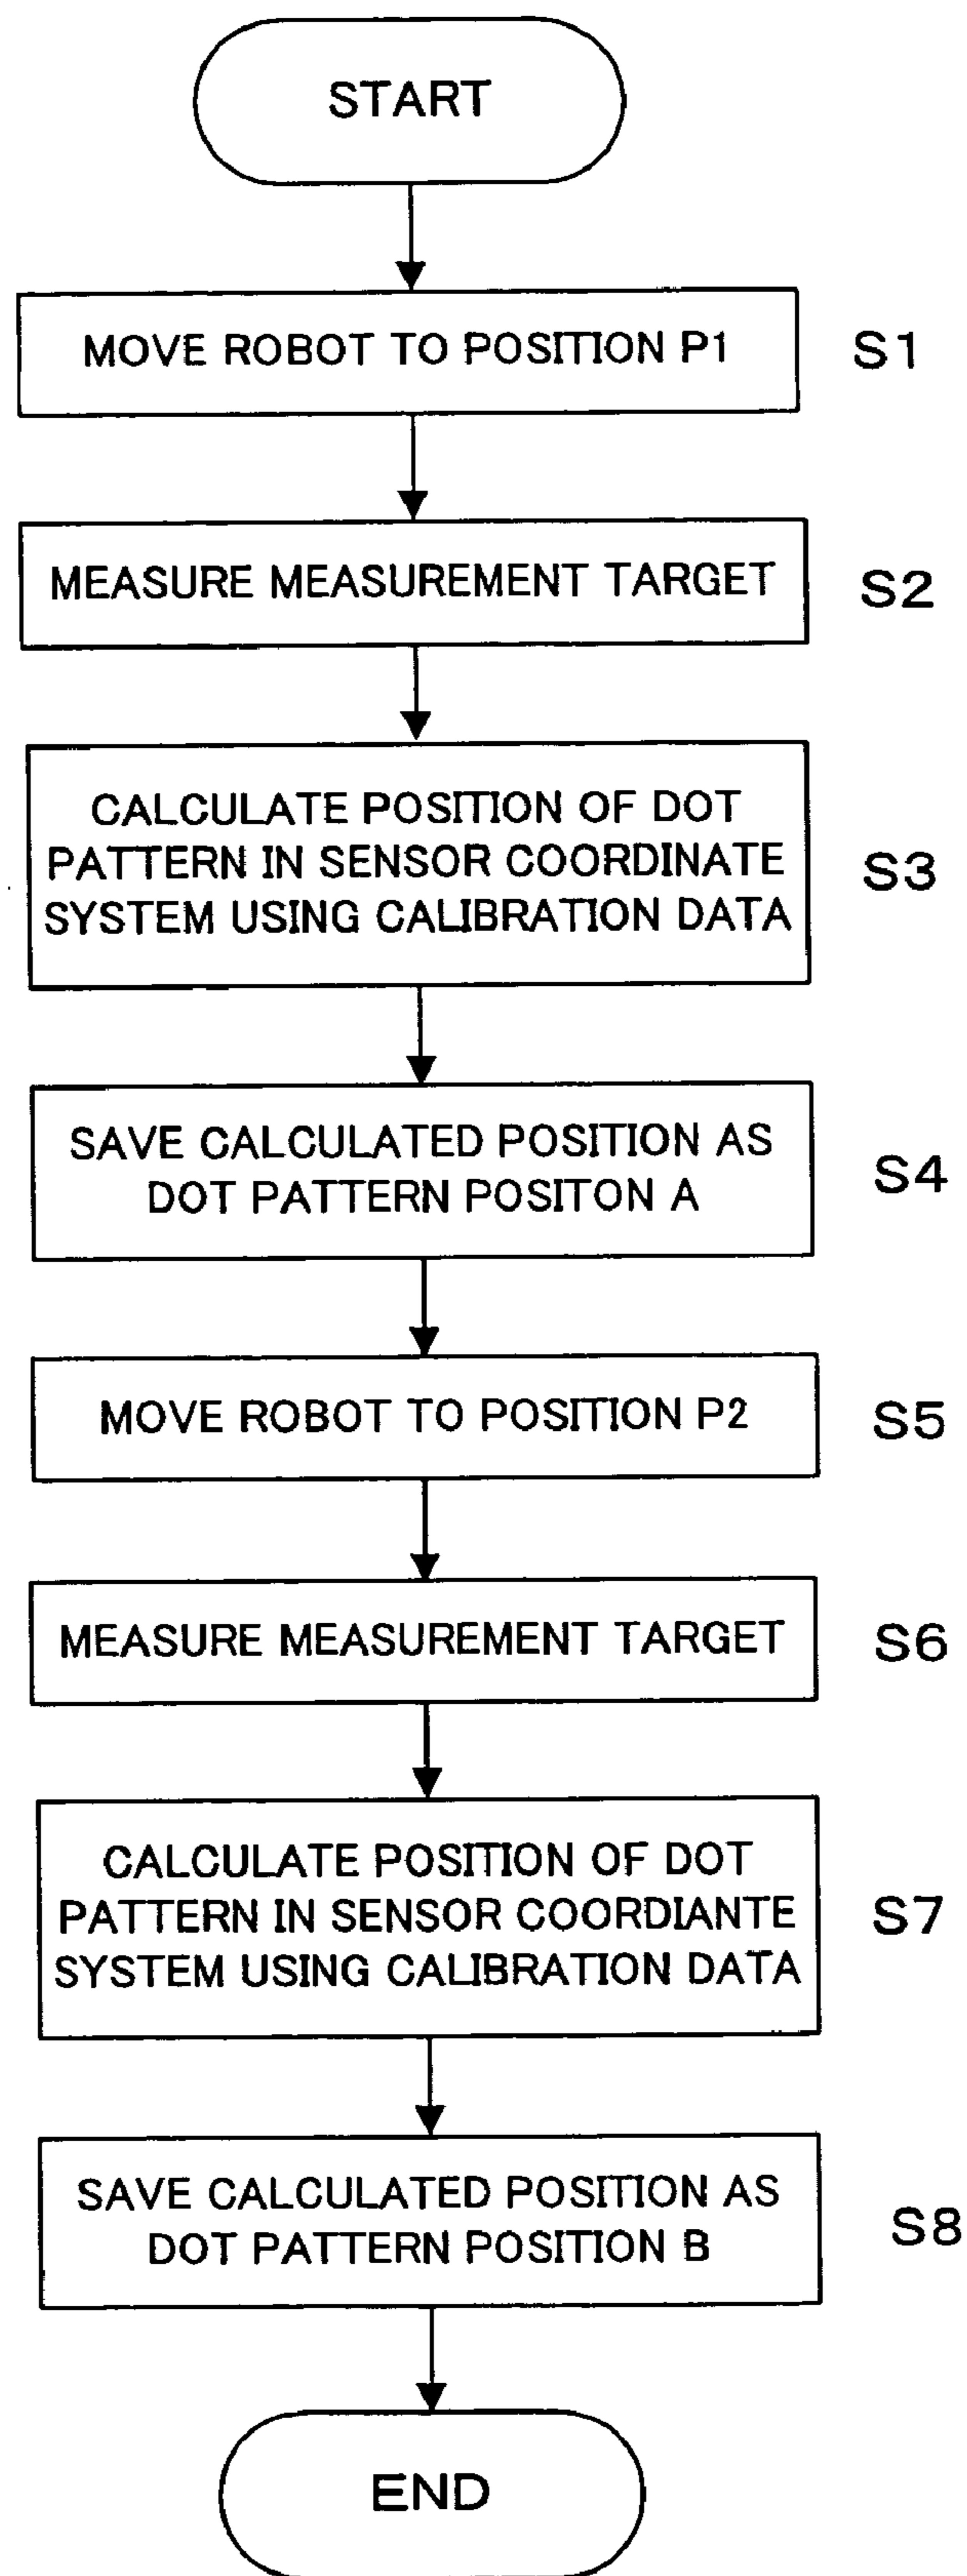 START
MOVE ROBOT TO POSITION P1
S1
MEASURE MEASUREMENT TARGET
S2
CALCULATE POSITION OF DOT
PATTERN IN SENSOR COORDINATE
SYSTEM USING CALIBRATION DATA
S3
SAVE CALCULATED POSITION AS
DOT PATTERN POSITON A
S4
MOVE ROBOT TO POSITION P2
S5
MEASURE MEASUREMENT TARGET
S6
CALCULATE POSITION OF DOT
PATTERN IN SENSOR COORDIANTE
SYSTEM USING CALIBRATION DATA
S7
SAVE CALCULATED POSITION AS
DOT PATTERN POSITION B
S8
END